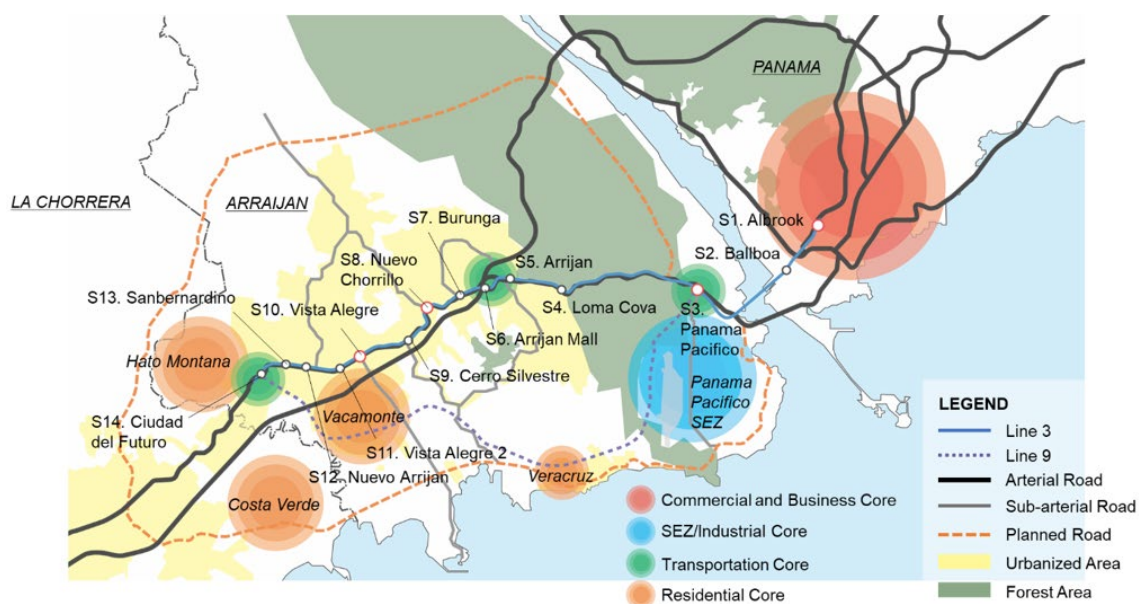 PANAMA
LA CHORRERA
ARRAIJAN
S7. Burunga
S1. Albrook
S8. Nuevo
Chorrillo
S5. Arrijan
S2. Ballboa
S13. Sanbernardino
S10. Vista Alegre
S4. Loma Cova
S3.
Panama
Pacifico
S6. Arrijan Mall
Hato Montana
S9. Cerro Silvestre
Panama
Pacifico
SEZ
S14. Ciudad
del Futuro
Vacamonte
S11. Vista Alegre 2
S12. Nuevo Arrijan
Veracruz
Costa Verde
Commercial and Business Core
SEZ/Industrial Core
Transportation Core
Residential Core
LEGEND
Line 3
Line 9
Arterial Road
Sub-arterial Road
Planned Road
Urbanized Area
Forest Area